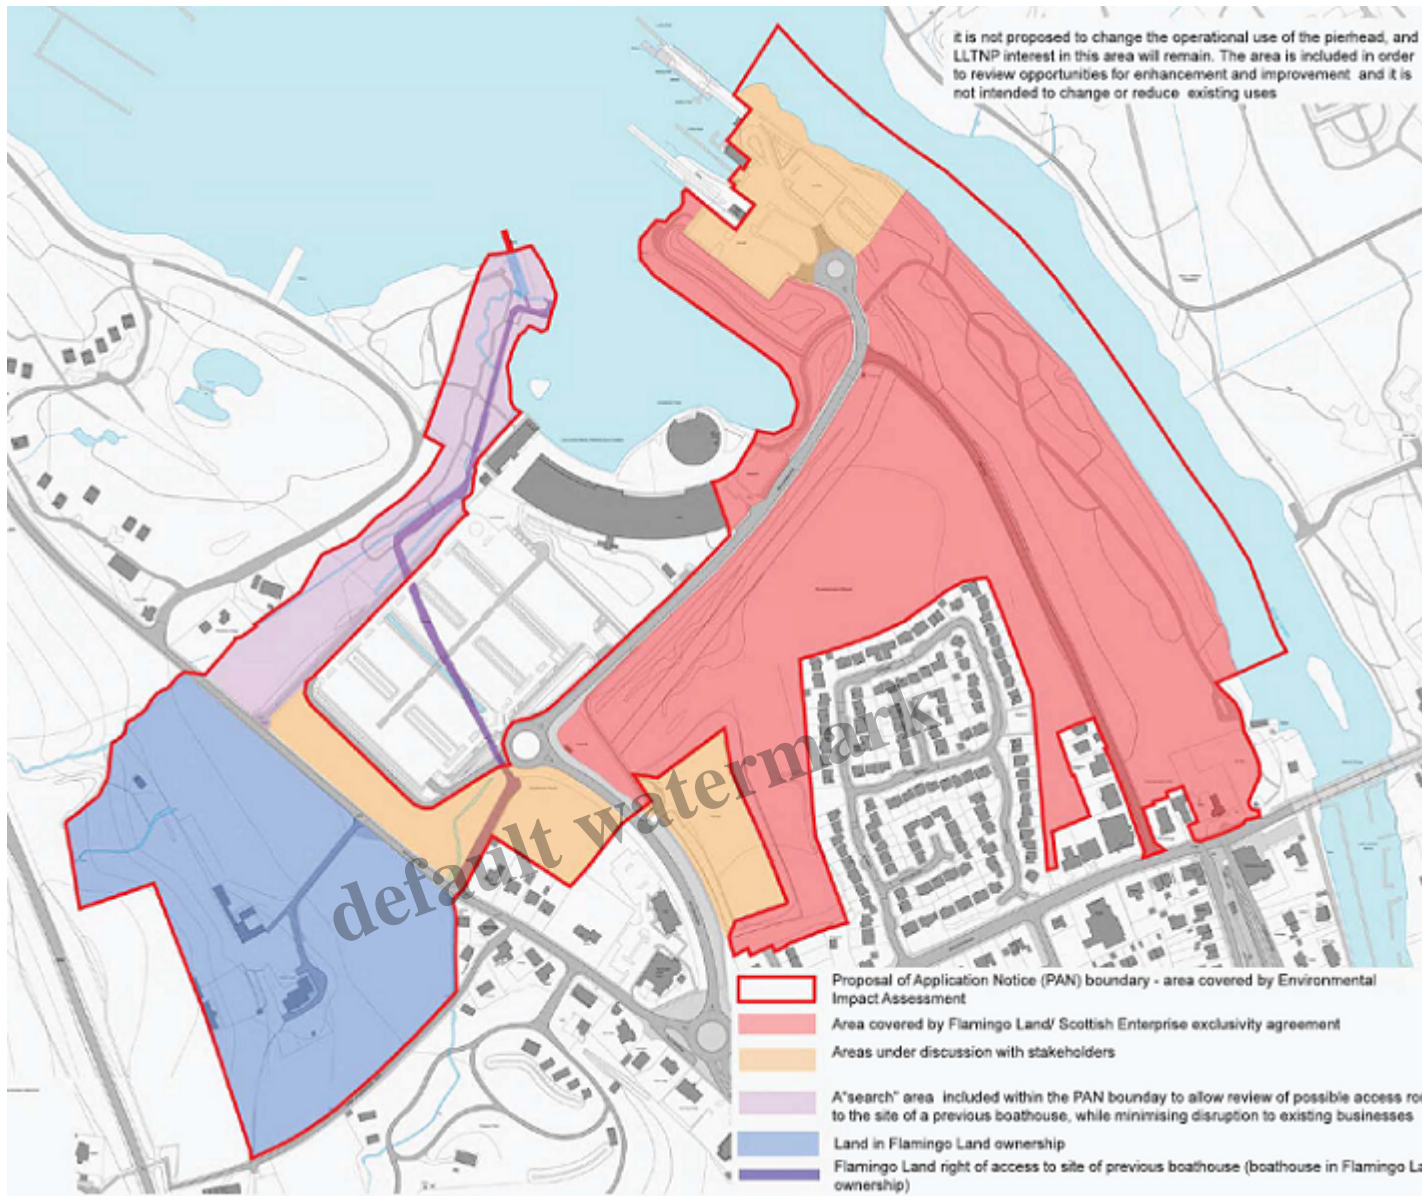 it is not proposed to change the operational use of the pierhead, and
LLTNP interest in this area will remain. The area is included in order
to review opportunities for enhancement and improvement and it is
not intended to change or reduce existing uses
default watermark
Proposal of Application Notice (PAN) boundary - area covered by Environmental
Impact Assessment
Area covered by Flamingo Land/ Scottish Enterprise exclusivity agreement
Areas under discussion with stakeholders
A"search" area included within the PAN bounday to allow review of possible access
to the site of a previous boathouse, while minimising disruption to existing businesses
Land in Flamingo Land ownership
Flamingo Land right of access to site of previous boathouse (boathouse in Flamingo
ownership)